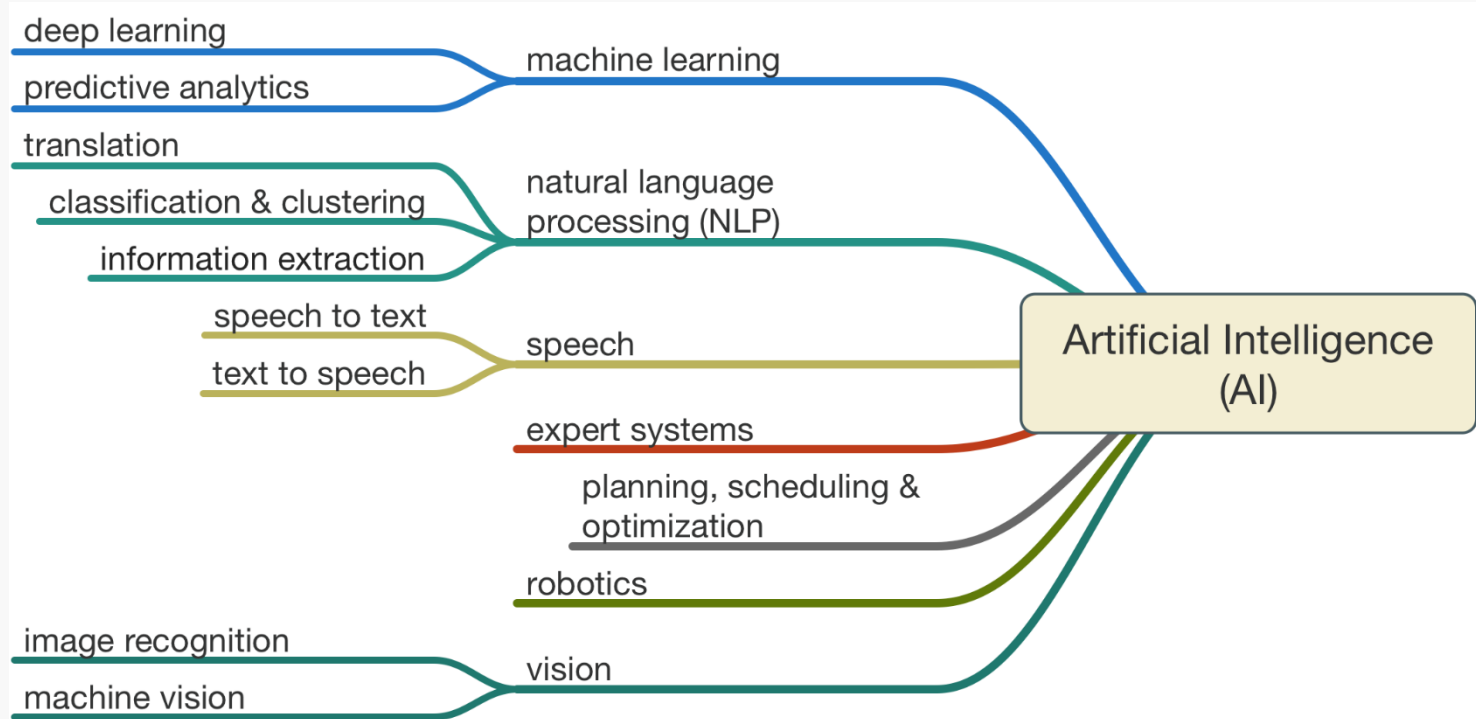 deep learning
predictive analytics
machine learning
translation
classification & clustering
information extraction
natural language
processing (NLP)
speech to text
text to speech
speech
expert systems
planning, scheduling &
optimization
robotics
image recognition
machine vision
vision
Artificial Intelligence
(AI)